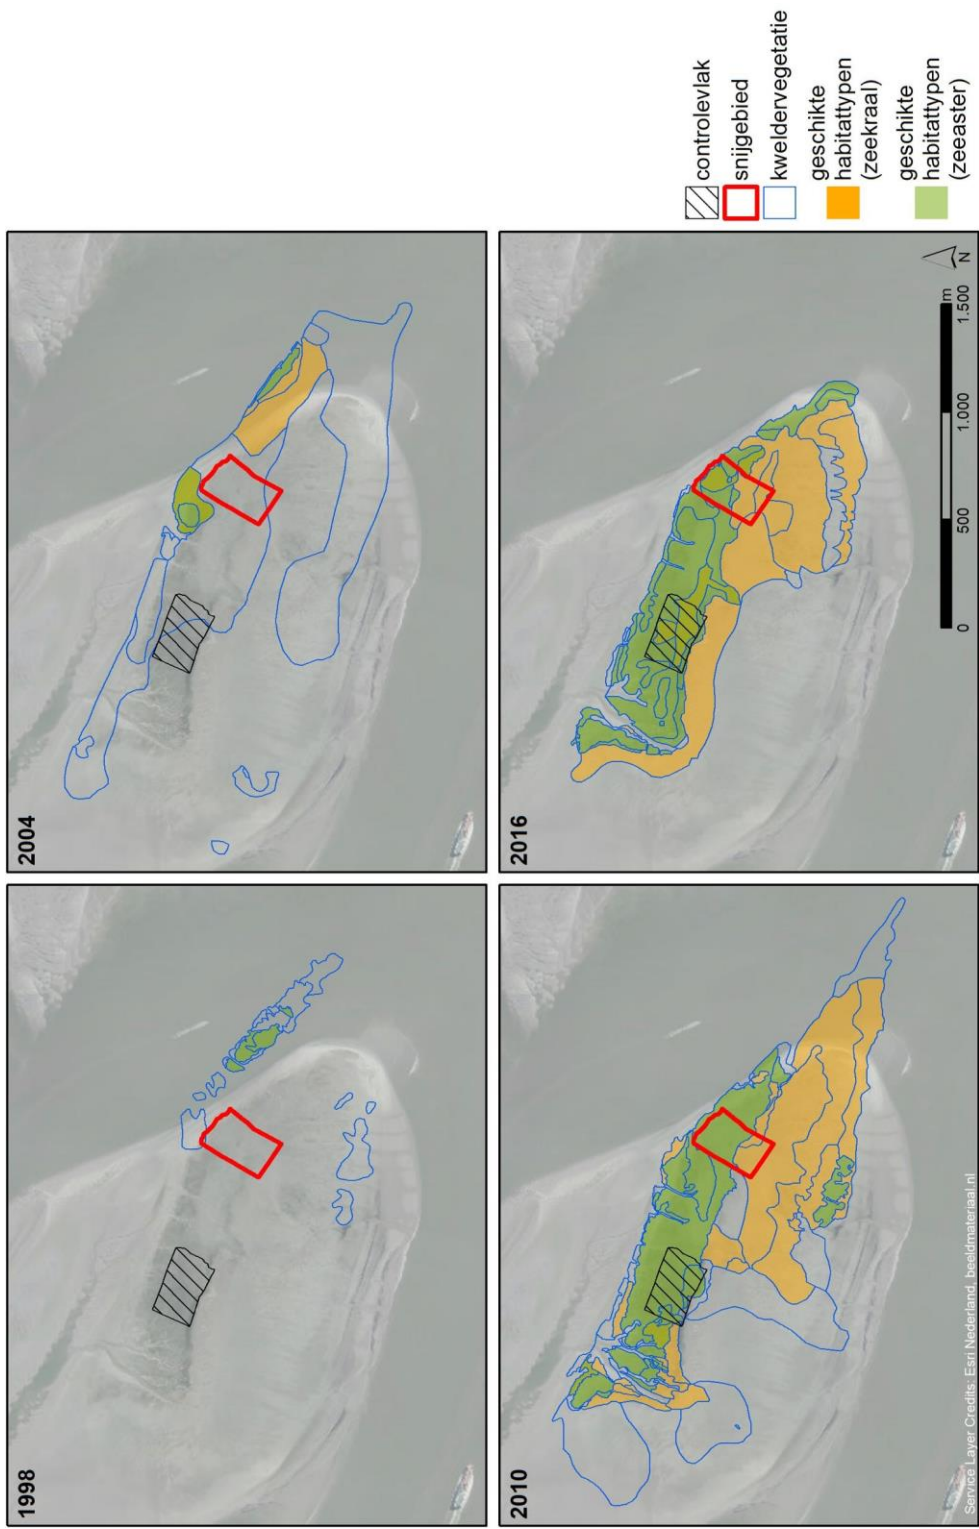 1998
2004
2010
2016
controlevlak
snijgebied
kweldervegetatie
geschikte
habitattypen
(zeekraal)
geschikte
habitattypen
(zeeaster)
0
500
1.000
1.500
m
N
Service Layer Credits: Esri Nederland, beeldmateriaal.nl